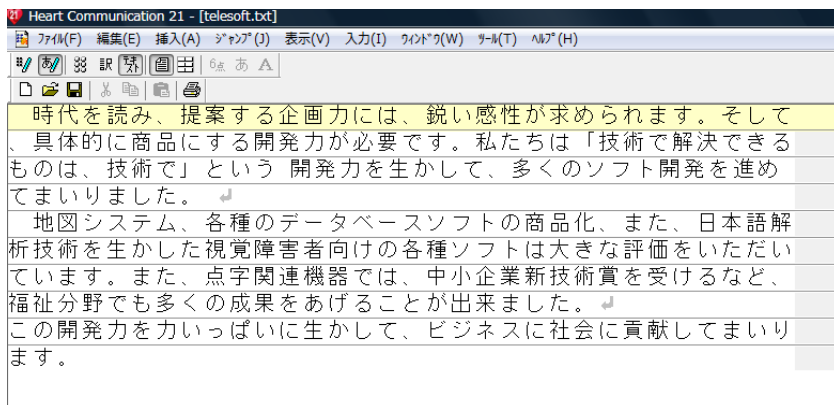 Heart Communication 21 - [telesoft.txt]
ﾌｧｲﾙ(F) 編集(E) 挿入(A) ｼﾞｬﾝﾌﾟ(J) 表示(V) 入力(I) ｳｨﾝﾄﾞｳ(W) ﾂｰﾙ(T) ﾍﾙﾌﾟ(H)
あ 訳 6点 あ A
時代を読み、提案する企画力には、鋭い感性が求められます。そして
、具体的に商品にする開発力が必要です。私たちは「技術で解決できる
ものは、技術で」という 開発力を生かして、多くのソフト開発を進め
てまいりました。 ↵
地図システム、各種のデータベースソフトの商品化、また、日本語解
析技術を生かした視覚障害者向けの各種ソフトは大きな評価をいただい
ています。また、点字関連機器では、中小企業新技術賞を受けるなど、
福祉分野でも多くの成果をあげることが出来ました。↵
この開発力を力いっぱいに生かして、ビジネスに社会に貢献してまいり
ます。